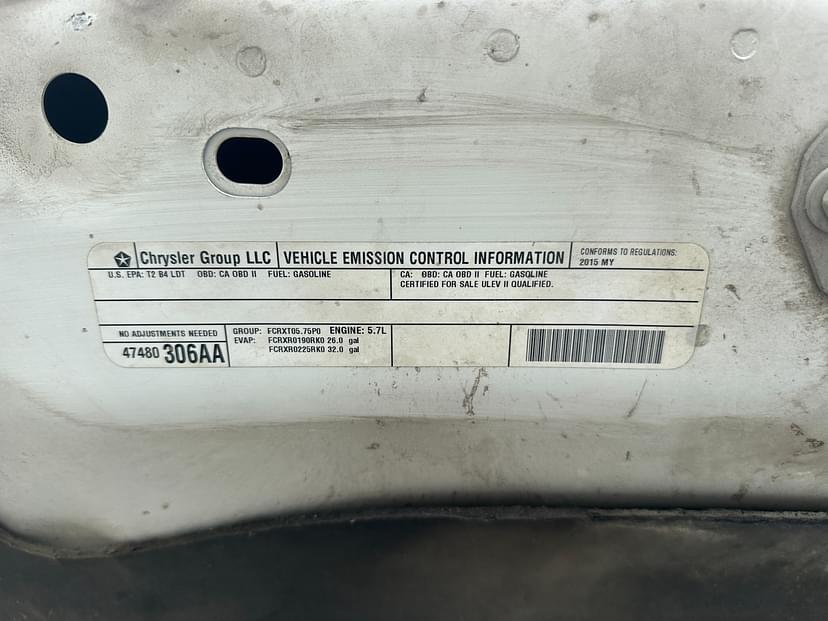 Chrysler Group LLC VEHICLE EMISSION CONTROL INFORMATION CONFORMS TO REGULATIONS:
2015 MY
U.S. EPA: T2 B4 LDT OBD: CA OBD II FUEL: GASOLINE
CA: OBD: CA OBD II FUEL: GASOLINE
CERTIFIED FOR SALE ULEV II QUALIFIED.
NO ADJUSTMENTS NEEDED
47480 306AA
GROUP: FCRXT05.75P0 ENGINE: 5.7L
EVAP: FCRXR0190RK0 26.0 gal
FCRXR0225RK0 32.0 gal